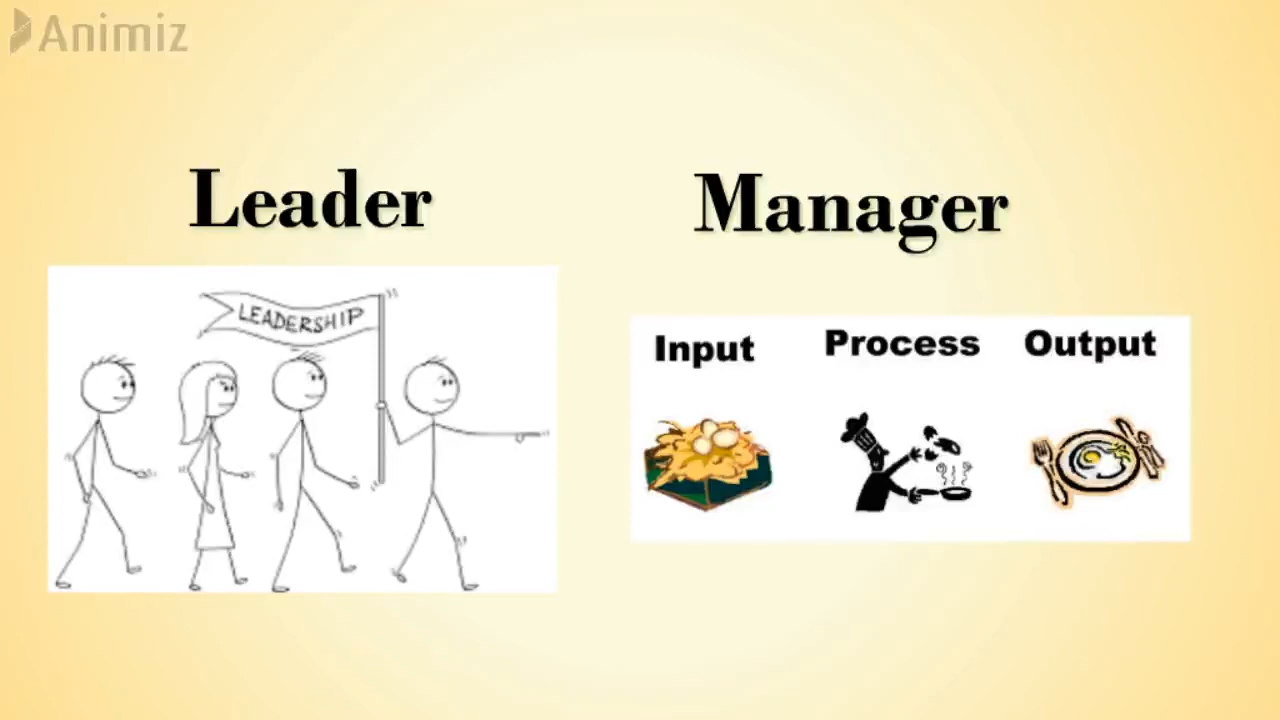 Animiz
Leader
Manager
LEADERSHIP
Input
Process
Output